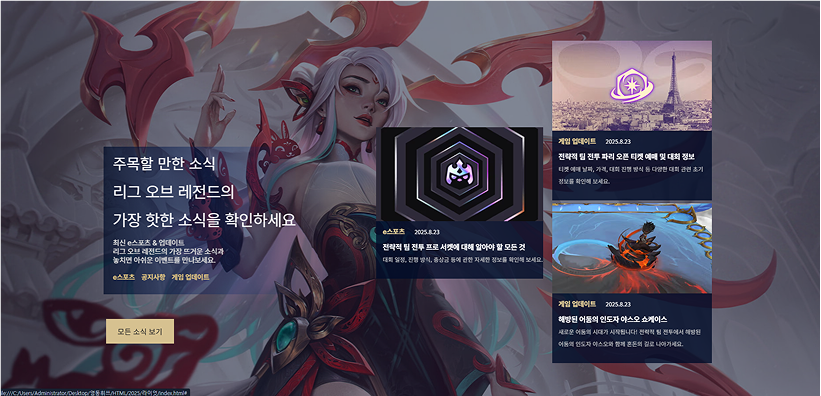 주목할 만한 소식
리그 오브 레전드의
가장 핫한 소식을 확인하세요
최신 e스포츠 & 업데이트
리그 오브 레전드의 가장 뜨거운 소식과
놓치면 아쉬운 이벤트를 만나보세요.
e스포츠 공지사항 게임 업데이트
모든 소식 보기
e스포츠 2025.8.23
전략적 팀 전투 프로 서킷에 대해 알아야 할 모든 것
대회 일정, 진행 방식, 총상금 등에 관한 자세한 정보를 확인해 보세요.
게임 업데이트 2025.8.23
전략적 팀 전투 파리 오픈 티켓 예매 및 대회 정보
티켓 예매 날짜, 가격, 대회 진행 방식 등 다양한 대회 관련 초기
정보를 확인해 보세요.
게임 업데이트 2025.8.23
해방된 어둠의 인도자 야스오 쇼케이스
새로운 어둠의 시대가 시작됩니다! 전략적 팀 전투에서 해방된
어둠의 인도자 야스오와 함께 혼돈의 길로 나아가세요.
file:///C:/Users/Administrator/Desktop/영동휘브/HTML/2025/라이엇/index.html#